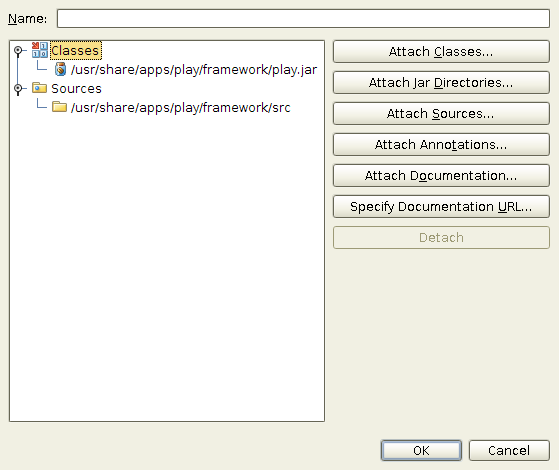 Name:
Classes
/usr/share/apps/play/framework/play.jar
Sources
/usr/share/apps/play/framework/src
Attach Classes...
Attach Jar Directories...
Attach Sources...
Attach Annotations...
Attach Documentation...
Specify Documentation URL...
Detach
OK
Cancel